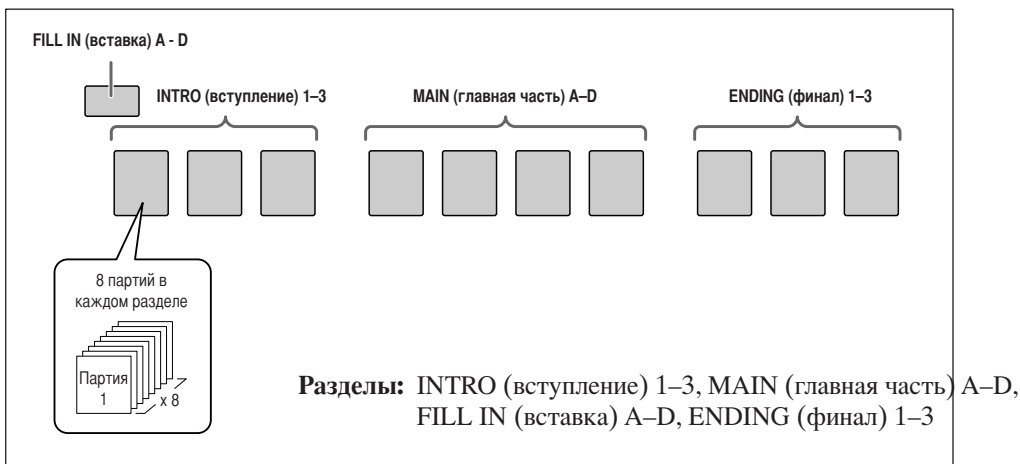 FILL IN (вставка) A - D
INTRO (вступление) 1–3
MAIN (главная часть) A–D
ENDING (финал) 1–3
8 партий в
каждом разделе
Партия
1
x 8
Разделы: INTRO (вступление) 1–3, MAIN (главная часть) A–D,
FILL IN (вставка) A–D, ENDING (финал) 1–3